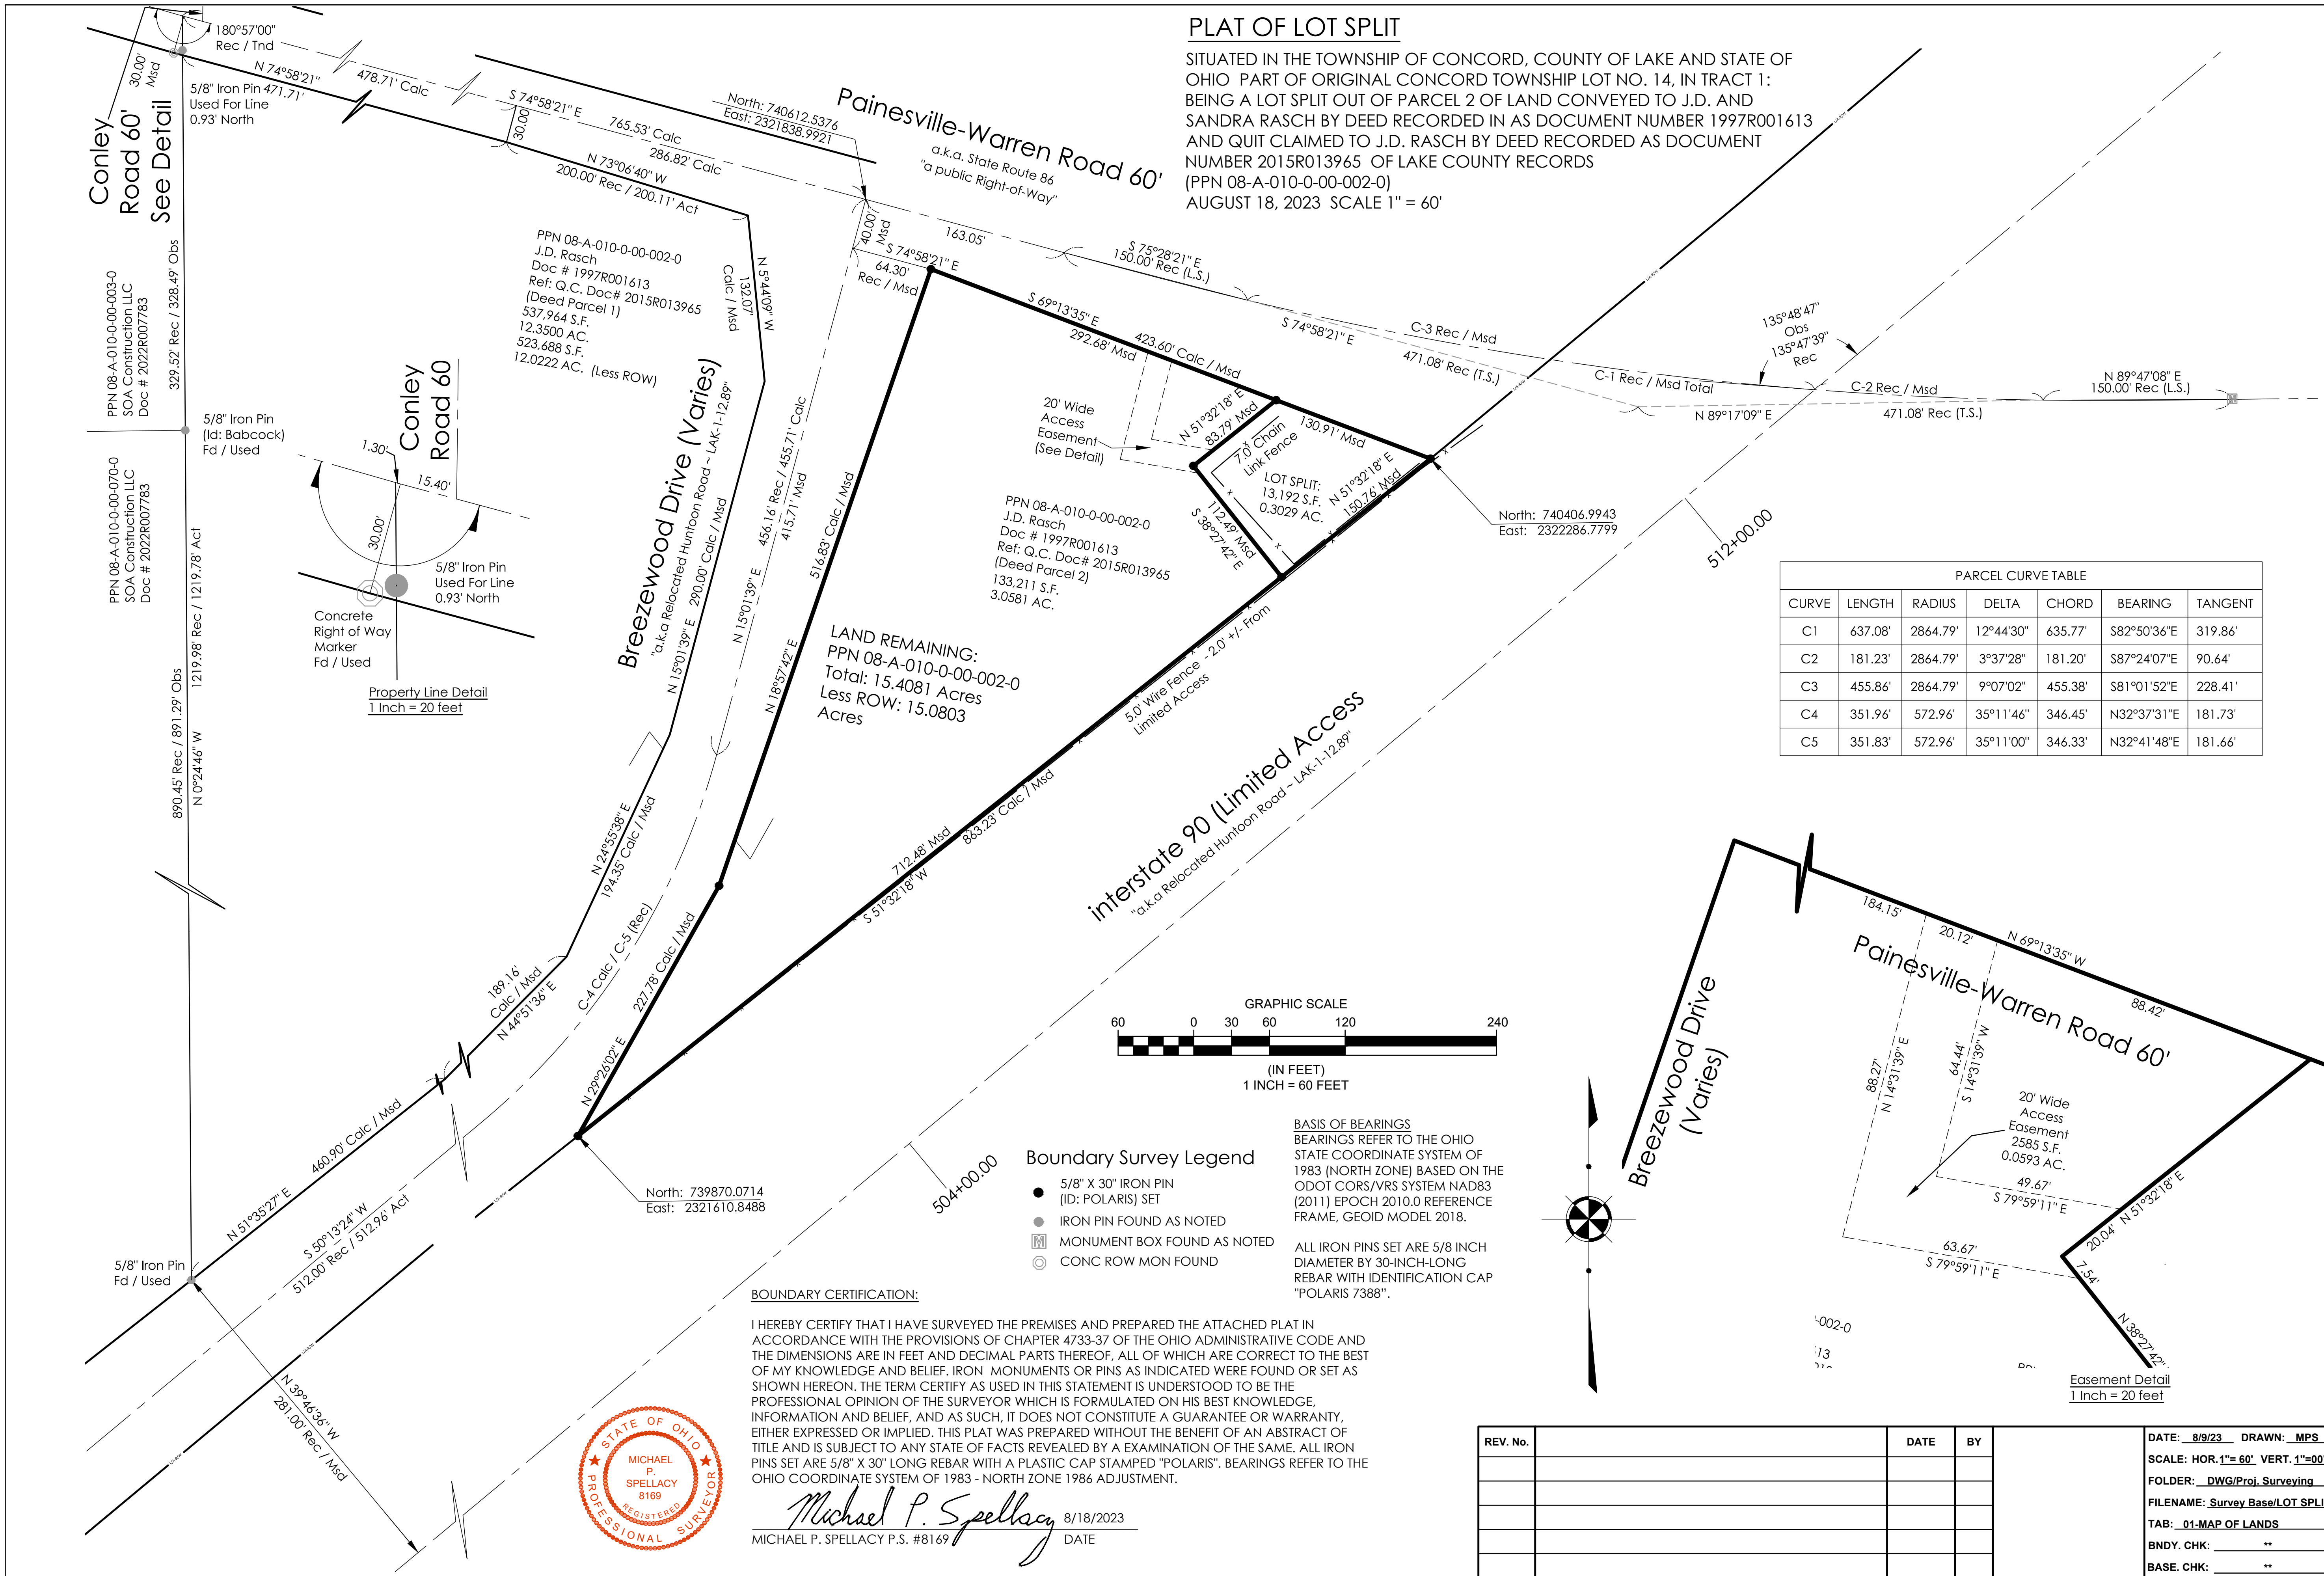 PLAT OF LOT SPLIT
SITUATED IN THE TOWNSHIP OF CONCORD, COUNTY OF LAKE AND STATE OF
OHIO PART OF ORIGINAL CONCORD TOWNSHIP LOT NO. 14, IN TRACT 1:
BEING A LOT SPLIT OUT OF PARCEL 2 OF LAND CONVEYED TO J.D. AND
SANDRA RASCH BY DEED RECORDED IN AS DOCUMENT NUMBER 1997R001613
AND QUIT CLAIMED TO J.D. RASCH BY DEED RECORDED AS DOCUMENT
NUMBER 2015R013965 OF LAKE COUNTY RECORDS
(PPN 08-A-010-0-00-002-0)
AUGUST 18, 2023 SCALE 1" = 60'
180°57'00"
Rec / Tnd
30.00'
Msd
N 74°58'21"
471.71'
478.71' Calc
5/8" Iron Pin
Used For Line
0.93' North
Conley
Road 60'
See Detail
S 74°58'21" E
30.00
765.53' Calc
286.82' Calc
N 73°06'40" W
200.00' Rec / 200.11' Act
North: 740612.5376
East: 2321838.9921
Painesville-Warren Road 60'
a.k.a. State Route 86
"a public Right-of-Way"
40.00'
Msd
163.05'
S 74°58'21" E
64.30'
Rec / Msd
S 75°28'21" E
150.00' Rec (L.S.)
S 69°13'35" E
292.68' Msd
423.60' Calc / Msd
S 74°58'21" E
471.08' Rec (T.S.)
C-3 Rec / Msd
C-1 Rec / Msd Total
135°48'47"
Obs
135°47'39"
Rec
C-2 Rec / Msd
N 89°17'09" E
471.08' Rec (T.S.)
N 89°47'08" E
150.00' Rec (L.S.)
PPN 08-A-010-0-00-003-0
SOA Construction LLC
Doc # 2022R007783
329.52' Rec / 328.49' Obs
PPN 08-A-010-0-00-002-0
J.D. Rasch
Doc # 1997R001613
Ref: Q.C. Doc# 2015R013965
(Deed Parcel 1)
537,964 S.F.
12.3500 AC.
523,688 S.F.
12.0222 AC. (Less ROW)
N 5°44'09" W
132.07'
Calc / Msd
5/8" Iron Pin
(Id: Babcock)
Fd / Used
PPN 08-A-010-0-00-070-0
SOA Construction LLC
Doc # 2022R007783
1219.98' Rec / 1219.78' Act
N 0°24'46" W
890.45' Rec / 891.29' Obs
Conley
Road 60
1.30'
15.40'
30.00'
5/8" Iron Pin
Used For Line
0.93' North
Concrete
Right of Way
Marker
Fd / Used
Property Line Detail
1 Inch = 20 feet
Breezewood Drive (Varies)
"a.k.a Relocated Huntoon Road ~ LAK-1-12.89"
N 15°01'39" E 290.00' Calc / Msd
N 15°01'39" E
456.16' Rec / 455.71' Calc
415.71' Msd
N 18°57'42" E
516.83' Calc / Msd
20' Wide
Access
Easement
(See Detail)
N 51°32'18" E
83.79' Msd
7.0' Chain
Link Fence
130.91' Msd
LOT SPLIT:
13,192 S.F.
0.3029 AC.
N 51°32'18" E
150.76' Msd
112.49' Msd
S 38°27'42" E
PPN 08-A-010-0-00-002-0
J.D. Rasch
Doc # 1997R001613
Ref: Q.C. Doc# 2015R013965
(Deed Parcel 2)
133,211 S.F.
3.0581 AC.
North: 740406.9943
East: 2322286.7799
512+00.00
LAND REMAINING:
PPN 08-A-010-0-00-002-0
Total: 15.4081 Acres
Less ROW: 15.0803
Acres
5.0' Wire Fence - 2.0' +/- From
Limited Access
712.48' Msd
863.23' Calc / Msd
S 51°32'18" W
interstate 90 (Limited Access
"a.k.a Relocated Huntoon Road ~ LAK-1-12.89"
PARCEL CURVE TABLE
CURVE LENGTH RADIUS DELTA CHORD BEARING TANGENT
C1 637.08' 2864.79' 12°44'30" 635.77' S82°50'36"E 319.86'
C2 181.23' 2864.79' 3°37'28" 181.20' S87°24'07"E 90.64'
C3 455.86' 2864.79' 9°07'02" 455.38' S81°01'52"E 228.41'
C4 351.96' 572.96' 35°11'46" 346.45' N32°37'31"E 181.73'
C5 351.83' 572.96' 35°11'00" 346.33' N32°41'48"E 181.66'
N 24°55'38" E
194.35' Calc / Msd
189.16'
Calc / Msd
N 44°51'36" E
C-4 Calc / C-5 (Rec)
227.78' Calc / Msd
N 29°26'02" E
460.90' Calc / Msd
N 51°35'27" E
S 50°13'24" W
512.00' Rec / 512.96' Act
5/8" Iron Pin
Fd / Used
N 39°46'36" W
281.00' Rec / Msd
North: 739870.0714
East: 2321610.8488
504+00.00
GRAPHIC SCALE
60 0 30 60 120 240
(IN FEET)
1 INCH = 60 FEET
Boundary Survey Legend
5/8" X 30" IRON PIN
(ID: POLARIS) SET
IRON PIN FOUND AS NOTED
M MONUMENT BOX FOUND AS NOTED
CONC ROW MON FOUND
BASIS OF BEARINGS
BEARINGS REFER TO THE OHIO
STATE COORDINATE SYSTEM OF
1983 (NORTH ZONE) BASED ON THE
ODOT CORS/VRS SYSTEM NAD83
(2011) EPOCH 2010.0 REFERENCE
FRAME, GEOID MODEL 2018.
ALL IRON PINS SET ARE 5/8 INCH
DIAMETER BY 30-INCH-LONG
REBAR WITH IDENTIFICATION CAP
"POLARIS 7388".
BOUNDARY CERTIFICATION:
I HEREBY CERTIFY THAT I HAVE SURVEYED THE PREMISES AND PREPARED THE ATTACHED PLAT IN
ACCORDANCE WITH THE PROVISIONS OF CHAPTER 4733-37 OF THE OHIO ADMINISTRATIVE CODE AND
THE DIMENSIONS ARE IN FEET AND DECIMAL PARTS THEREOF, ALL OF WHICH ARE CORRECT TO THE BEST
OF MY KNOWLEDGE AND BELIEF. IRON MONUMENTS OR PINS AS INDICATED WERE FOUND OR SET AS
SHOWN HEREON. THE TERM CERTIFY AS USED IN THIS STATEMENT IS UNDERSTOOD TO BE THE
PROFESSIONAL OPINION OF THE SURVEYOR WHICH IS FORMULATED ON HIS BEST KNOWLEDGE,
INFORMATION AND BELIEF, AND AS SUCH, IT DOES NOT CONSTITUTE A GUARANTEE OR WARRANTY,
EITHER EXPRESSED OR IMPLIED. THIS PLAT WAS PREPARED WITHOUT THE BENEFIT OF AN ABSTRACT OF
TITLE AND IS SUBJECT TO ANY STATE OF FACTS REVEALED BY A EXAMINATION OF THE SAME. ALL IRON
PINS SET ARE 5/8" X 30" LONG REBAR WITH A PLASTIC CAP STAMPED "POLARIS". BEARINGS REFER TO THE
OHIO COORDINATE SYSTEM OF 1983 - NORTH ZONE 1986 ADJUSTMENT.
STATE OF OHIO
MICHAEL
P.
SPELLACY
8169
REGISTERED
PROFESSIONAL SURVEYOR
Michael P. Spellacy 8/18/2023
MICHAEL P. SPELLACY P.S. #8169 DATE
184.15'
20.12'
N 69°13'35" W
Painesville-Warren Road 60'
88.42'
Breezewood Drive
(Varies)
88.27'
N 14°31'39" E
64.44'
S 14°31'39" W
20' Wide
Access
Easement
2585 S.F.
0.0593 AC.
49.67'
S 79°59'11" E
N 51°32'18" E
20.04'
63.67'
S 79°59'11" E
7.54'
N 38°27'42"
-002-0
13
Easement Detail
1 Inch = 20 feet
REV. No. DATE BY
DATE: 8/9/23 DRAWN: MPS
SCALE: HOR. 1"= 60' VERT. 1"=00'
FOLDER: DWG/Proj. Surveying
FILENAME: Survey Base/LOT SPLI
TAB: 01-MAP OF LANDS
BNDY. CHK: **
BASE. CHK: **